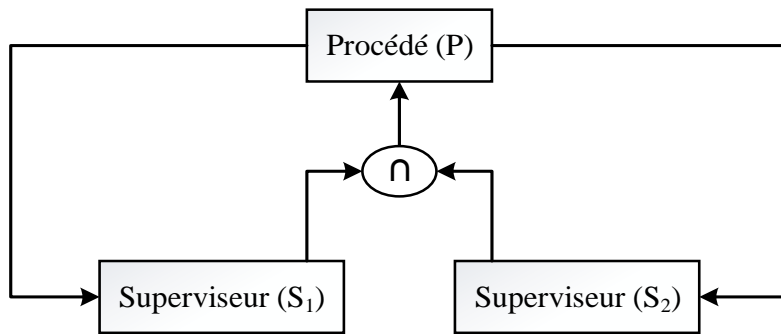 Procédé (P)
∩
Superviseur (S₁)
Superviseur (S₂)